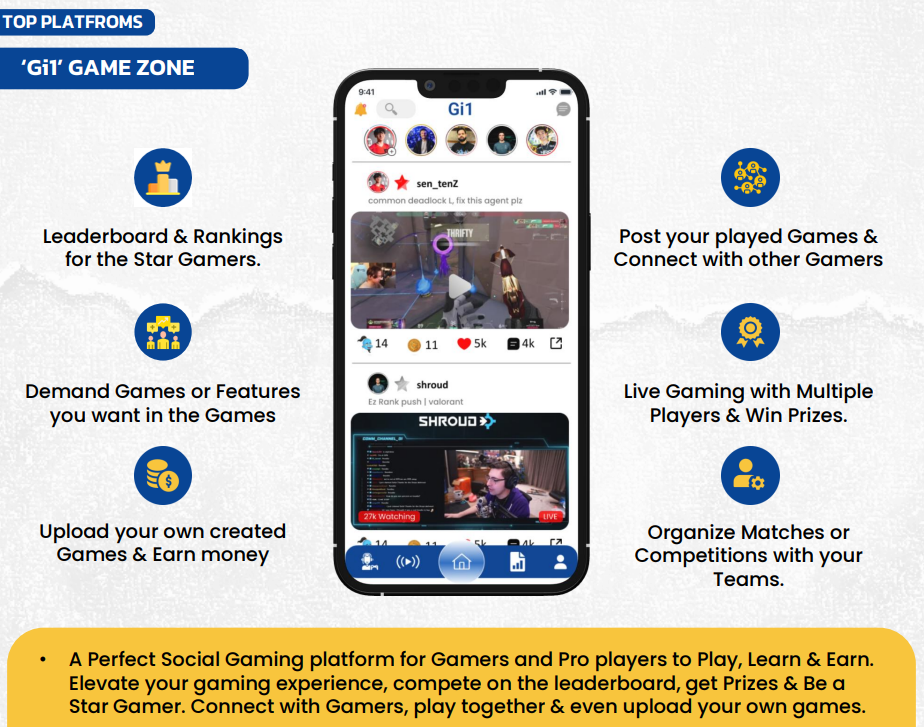 TOP PLATFROMS
‘Gi1’ GAME ZONE
Leaderboard & Rankings
for the Star Gamers.
Demand Games or Features
you want in the Games
Upload your own created
Games & Earn money
9:41
Gi1
sen_tenZ
common deadlock L, fix this agent plz
THRIFTY
14
11
5k
4k
shroud
Ez Rank push | valorant
SHROUD
27k Watching
LIVE
14
11
5k
4k
Post your played Games &
Connect with other Gamers
Live Gaming with Multiple
Players & Win Prizes.
Organize Matches or
Competitions with your
Teams.
• A Perfect Social Gaming platform for Gamers and Pro players to Play, Learn & Earn.
Elevate your gaming experience, compete on the leaderboard, get Prizes & Be a
Star Gamer. Connect with Gamers, play together & even upload your own games.